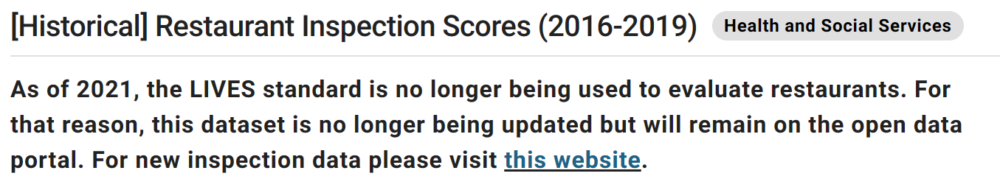 [Historical] Restaurant Inspection Scores (2016-2019) Health and Social Services
As of 2021, the LIVES standard is no longer being used to evaluate restaurants. For
that reason, this dataset is no longer being updated but will remain on the open data
portal. For new inspection data please visit this website.